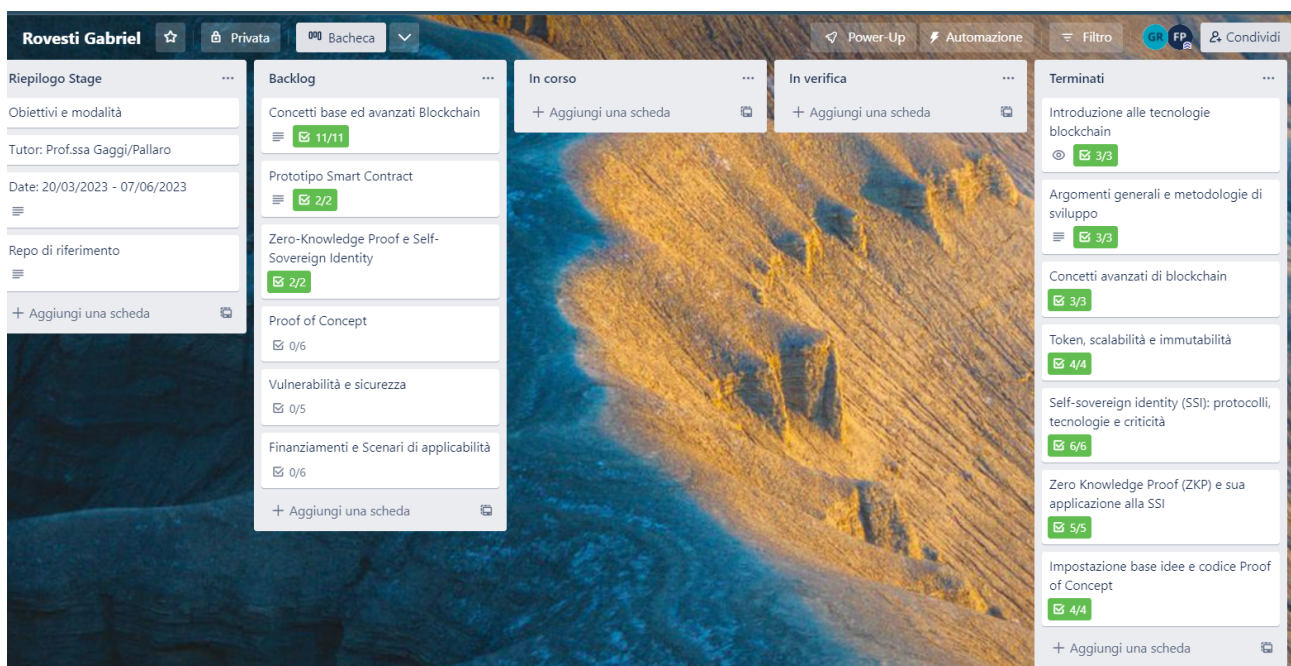 Rovesti Gabriel
Privata
Bacheca
Power-Up
Automazione
Filtro
GR
FP
Condividi
Riepilogo Stage
Obiettivi e modalità
Tutor: Prof.ssa Gaggi/Pallaro
Date: 20/03/2023 - 07/06/2023
Repo di riferimento
+ Aggiungi una scheda
Backlog
Concetti base ed avanzati Blockchain
11/11
Prototipo Smart Contract
2/2
Zero-Knowledge Proof e Self-
Sovereign Identity
2/2
Proof of Concept
0/6
Vulnerabilità e sicurezza
0/5
Finanziamenti e Scenari di applicabilità
0/6
+ Aggiungi una scheda
In corso
+ Aggiungi una scheda
In verifica
+ Aggiungi una scheda
Terminati
Introduzione alle tecnologie
blockchain
3/3
Argomenti generali e metodologie di
sviluppo
3/3
Concetti avanzati di blockchain
3/3
Token, scalabilità e immutabilità
4/4
Self-sovereign identity (SSI): protocolli,
tecnologie e criticità
6/6
Zero Knowledge Proof (ZKP) e sua
applicazione alla SSI
5/5
Impostazione base idee e codice Proof
of Concept
4/4
+ Aggiungi una scheda